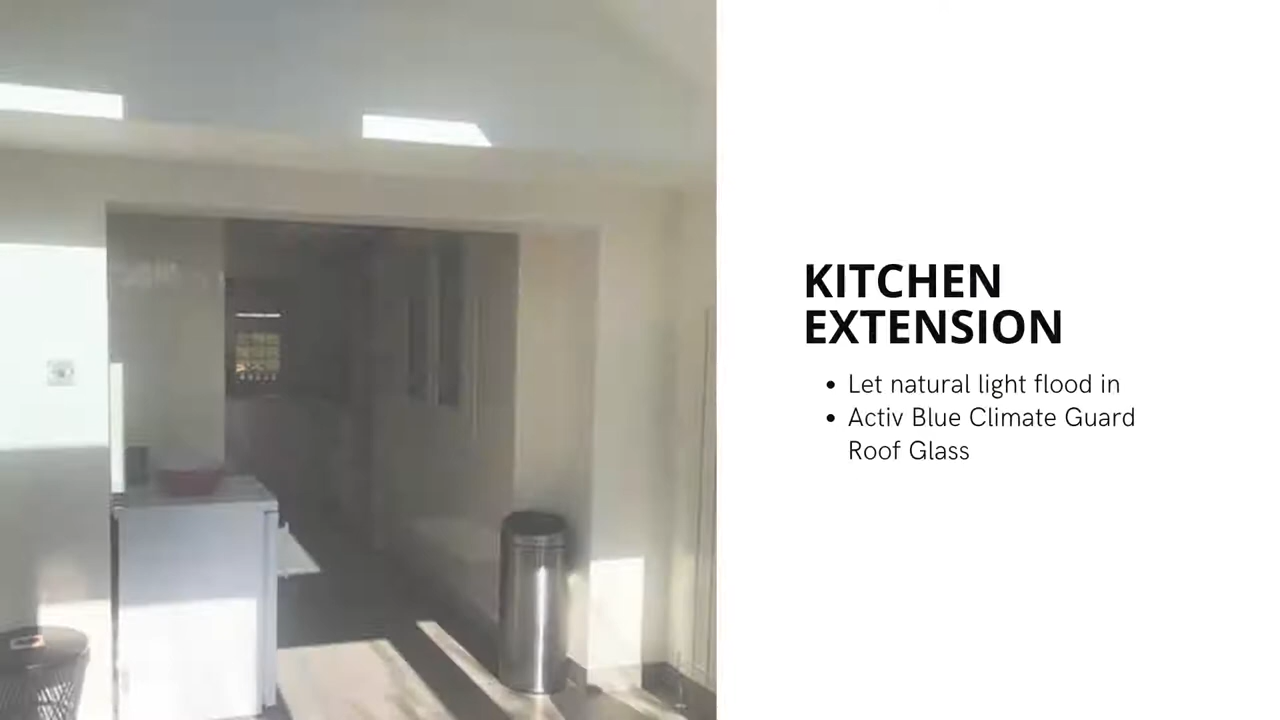 KITCHEN
EXTENSION
• Let natural light flood in
• Activ Blue Climate Guard
Roof Glass